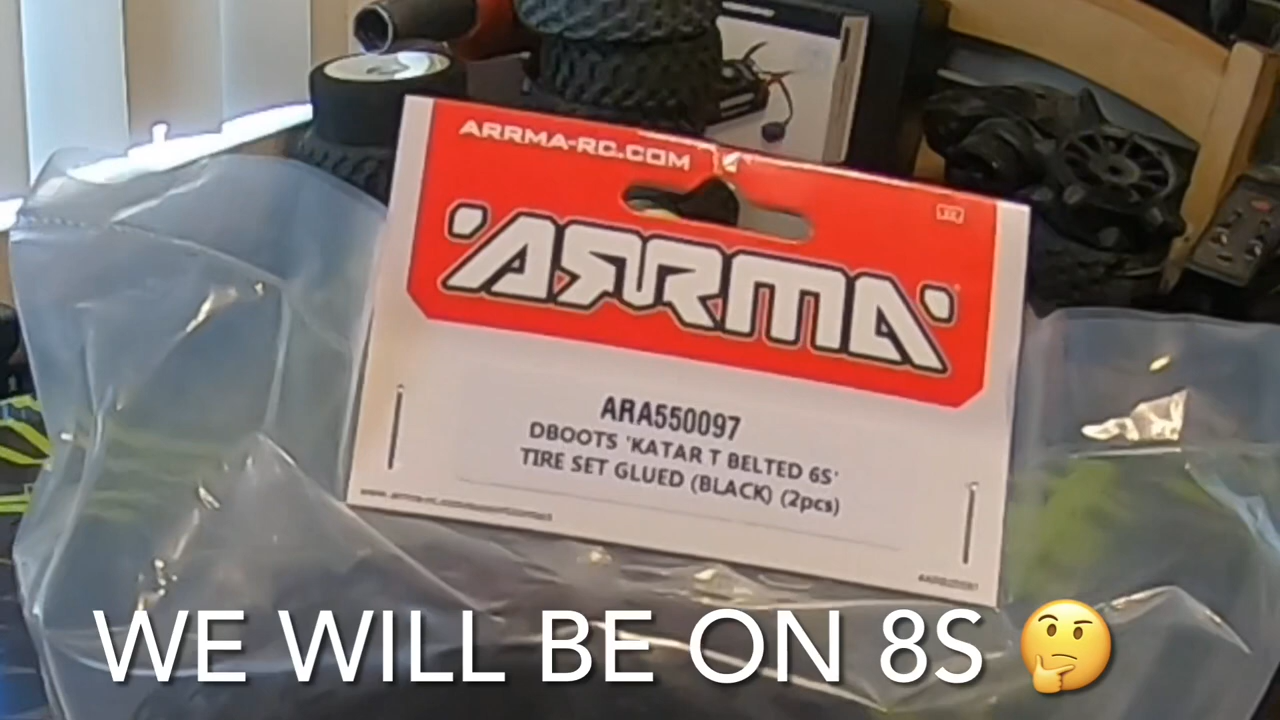 ARRMA-RC.COM
ARRMA
ARA550097
DBOOTS 'KATAR T BELTED 6S'
TIRE SET GLUED (BLACK) (2pcs)
WE WILL BE ON 8S 🤔